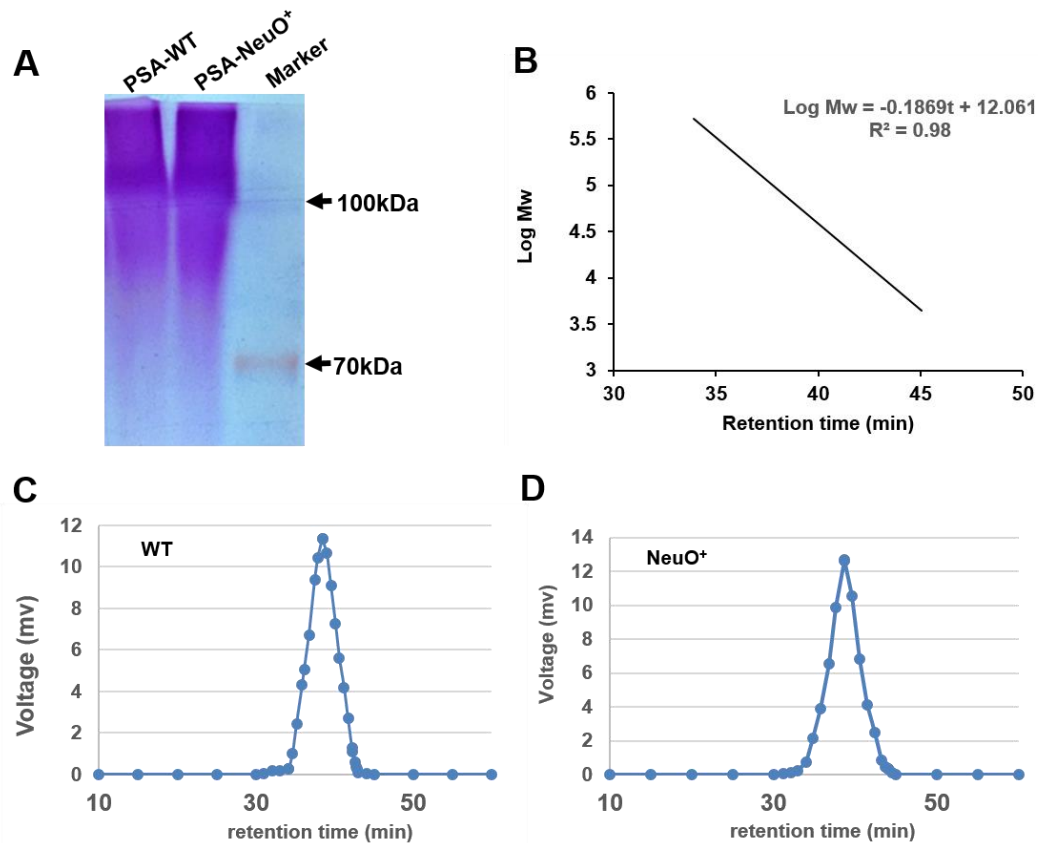 A
PSA-WT
PSA-NeuO⁺
Marker
100kDa
70kDa
B
Log Mw = -0.1869t + 12.061
R² = 0.98
Log Mw
6
5.5
5
4.5
4
3.5
3
30 35 40 45 50
Retention time (min)
C
WT
Voltage (mv)
12
10
8
6
4
2
0
10 30 50
retention time (min)
D
NeuO⁺
Voltage (mv)
14
12
10
8
6
4
2
0
10 30 50
retention time (min)